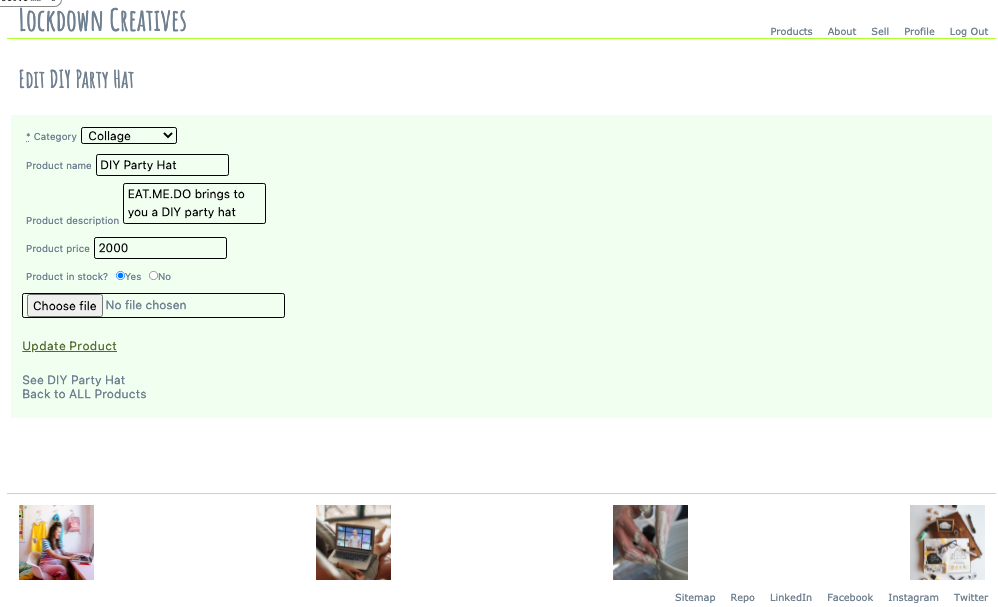 Lockdown Creatives
Products About Sell Profile Log Out
Edit DIY Party Hat
* Category Collage
Product name DIY Party Hat
EAT.ME.DO brings to
you a DIY party hat
Product description
Product price 2000
Product in stock? Yes No
Choose file No file chosen
Update Product
See DIY Party Hat
Back to ALL Products
Sitemap Repo LinkedIn Facebook Instagram Twitter